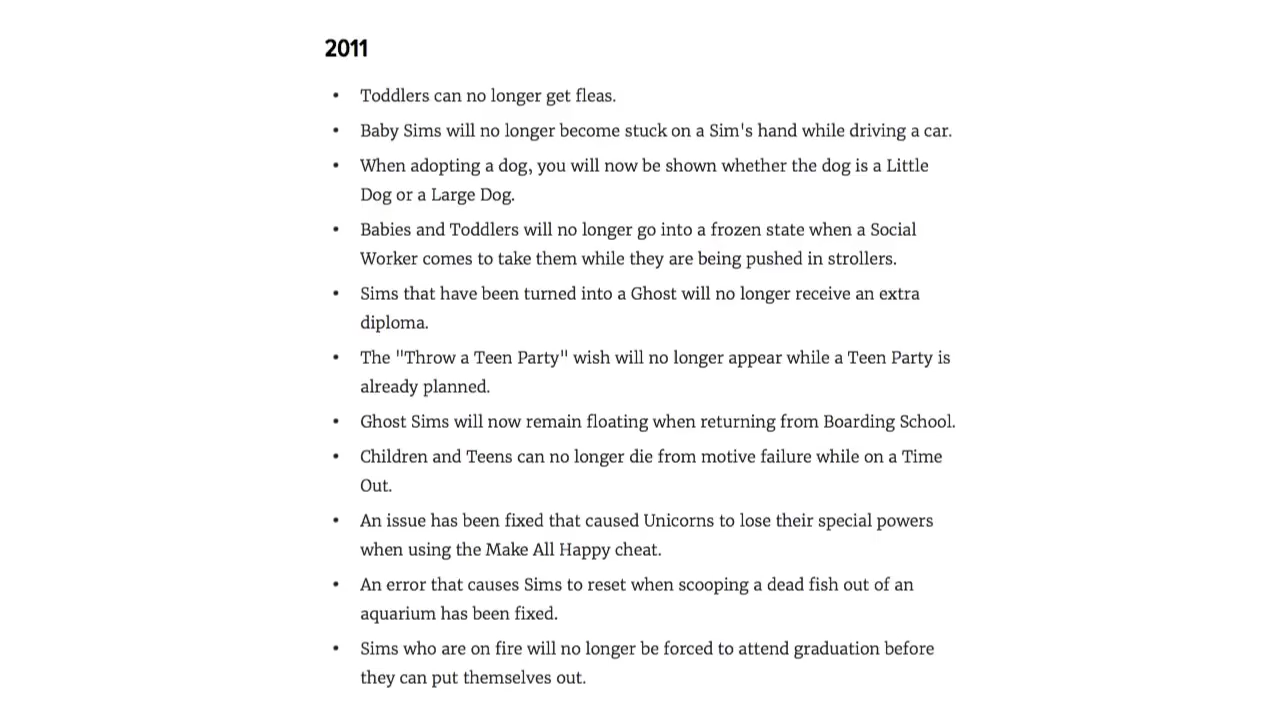 2011
• Toddlers can no longer get fleas.
• Baby Sims will no longer become stuck on a Sim's hand while driving a car.
• When adopting a dog, you will now be shown whether the dog is a Little
Dog or a Large Dog.
• Babies and Toddlers will no longer go into a frozen state when a Social
Worker comes to take them while they are being pushed in strollers.
• Sims that have been turned into a Ghost will no longer receive an extra
diploma.
• The "Throw a Teen Party" wish will no longer appear while a Teen Party is
already planned.
• Ghost Sims will now remain floating when returning from Boarding School.
• Children and Teens can no longer die from motive failure while on a Time
Out.
• An issue has been fixed that caused Unicorns to lose their special powers
when using the Make All Happy cheat.
• An error that causes Sims to reset when scooping a dead fish out of an
aquarium has been fixed.
• Sims who are on fire will no longer be forced to attend graduation before
they can put themselves out.